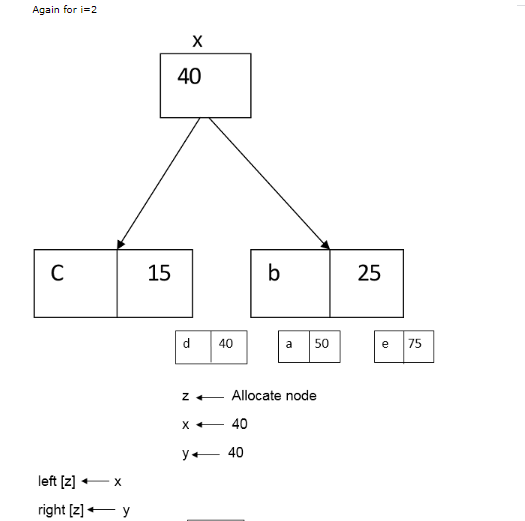 Again for i=2
x
40
C 15 b 25
d 40 a 50 e 75
z ← Allocate node
x ← 40
y ← 40
left [z] ← x
right [z] ← y